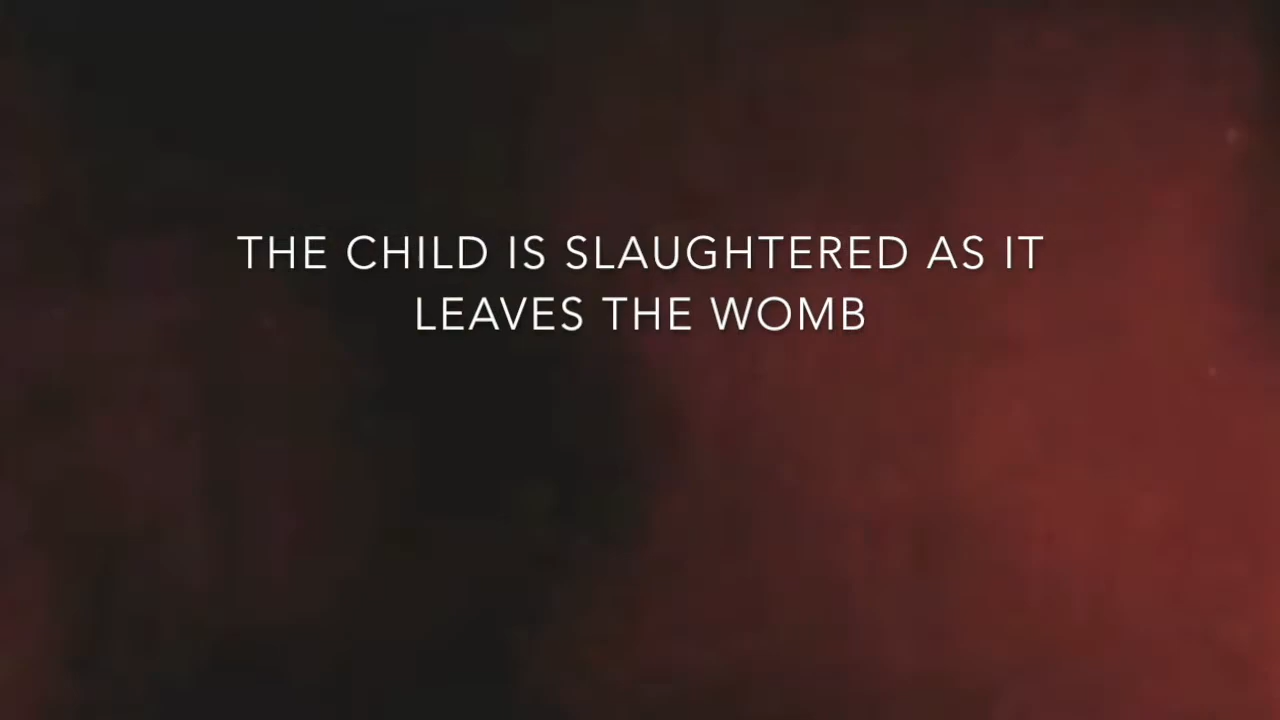 THE CHILD IS SLAUGHTERED AS IT
LEAVES THE WOMB